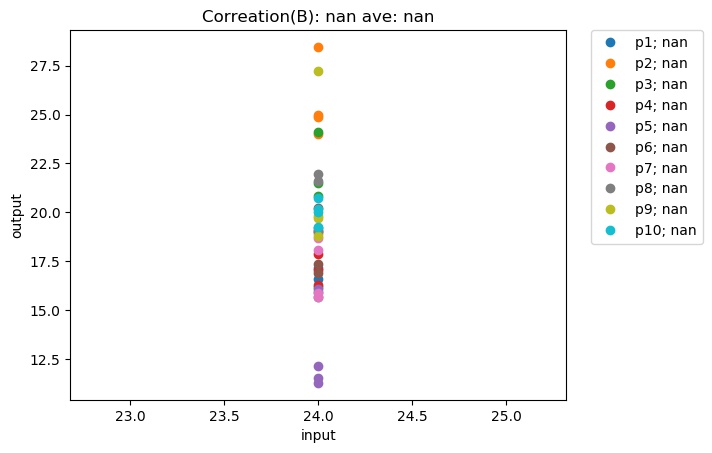 Correation(B): nan ave: nan
27.5
25.0
22.5
20.0
17.5
15.0
12.5
output
23.0 23.5 24.0 24.5 25.0
input
p1; nan
p2; nan
p3; nan
p4; nan
p5; nan
p6; nan
p7; nan
p8; nan
p9; nan
p10; nan